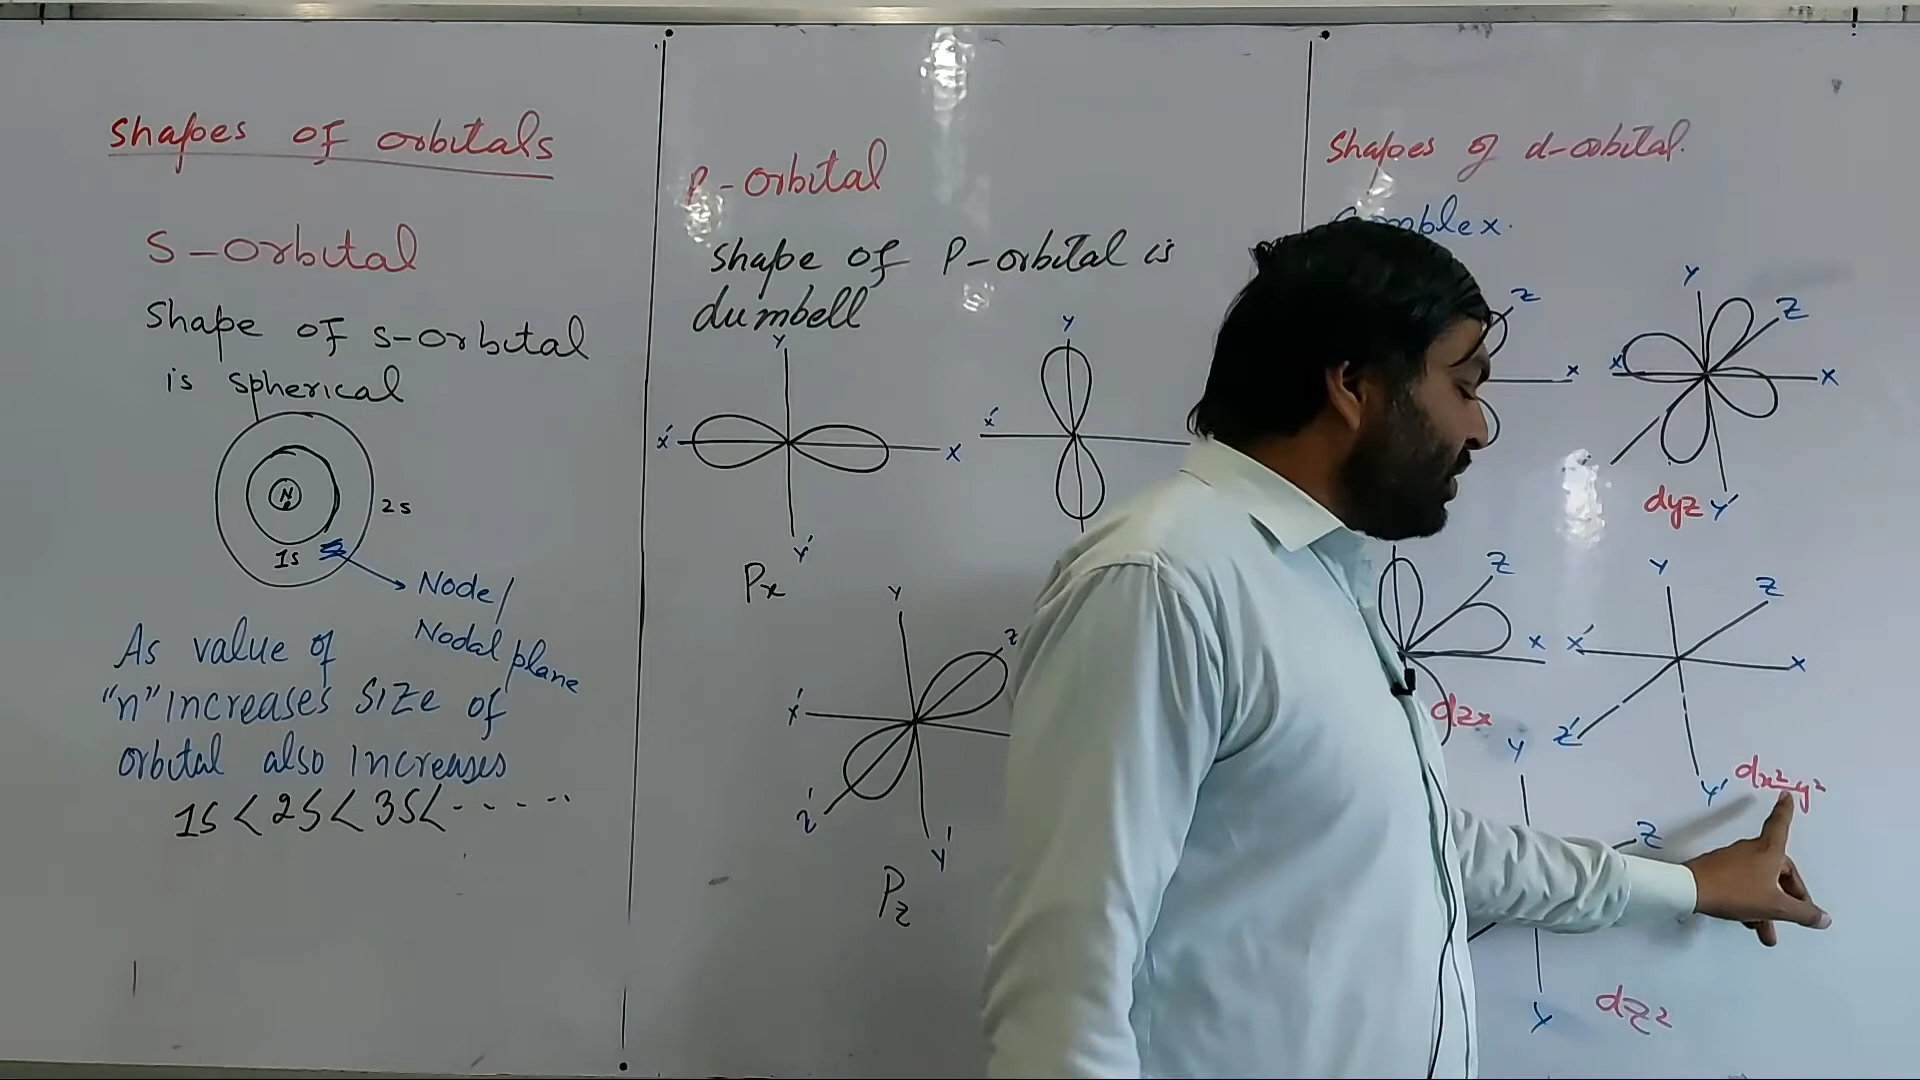 Shapes of orbitals
S-orbital
Shape of s-orbital
is spherical
N
1s
2s
Node/
Nodal plane
As value of
"n" increases size of
orbital also increases
1s < 2s < 3s < - - - - -
P-orbital
Shape of P-orbital is
dumbell
Y
X'
X
Y'
Px
Y
X'
Y
Z
X'
Z'
Y'
Pz
Shapes of d-orbital.
Complex.
Z
X
Y
Z
X
X
Y'
dyz
Z
X
dzx
Y
Z
X'
X
Z'
Y'
dx²-y²
Y
Z
Y
dz²